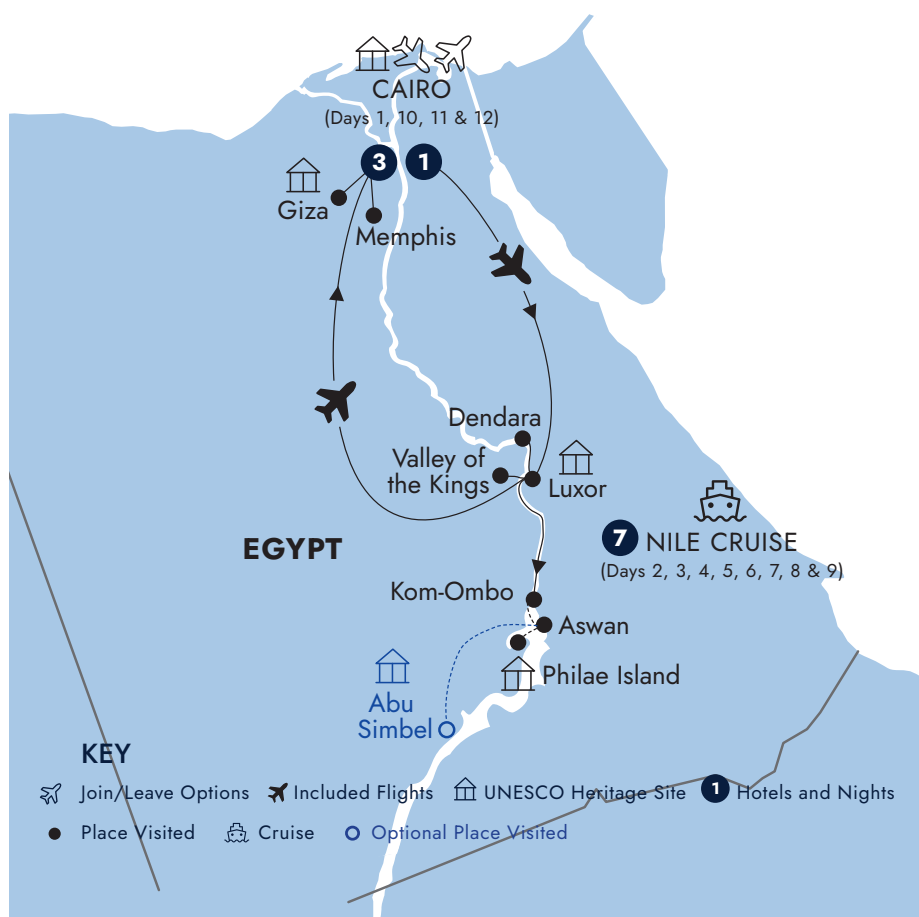 CAIRO
(Days 1, 10, 11 & 12)
3
1
Giza
Memphis
Dendara
Valley of
the Kings
Luxor
EGYPT
7
NILE CRUISE
(Days 2, 3, 4, 5, 6, 7, 8 & 9)
Kom-Ombo
Aswan
Philae Island
Abu
Simbel
KEY
Join/Leave Options
Included Flights
UNESCO Heritage Site
1
Hotels and Nights
Place Visited
Cruise
Optional Place Visited